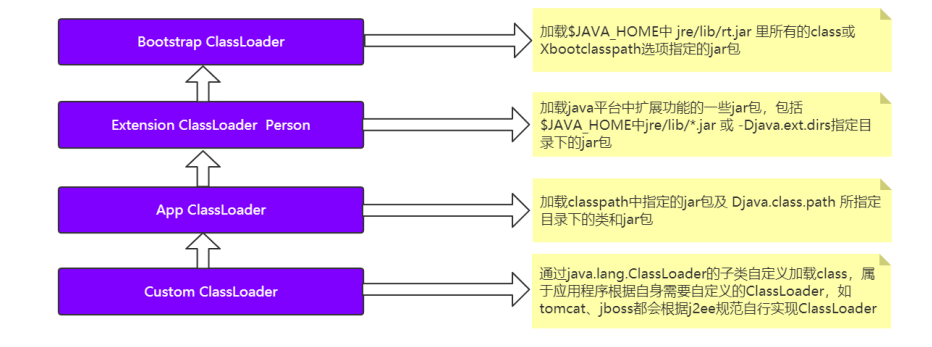 Bootstrap ClassLoader
加载$JAVA_HOME中 jre/lib/rt.jar 里所有的class或
Xbootclasspath选项指定的jar包
Extension ClassLoader  Person
加载java平台中扩展功能的一些jar包，包括
$JAVA_HOME中jre/lib/*.jar 或 -Djava.ext.dirs指定目
录下的jar包
App ClassLoader
加载classpath中指定的jar包及 Djava.class.path 所指定
目录下的类和jar包
Custom ClassLoader
通过java.lang.ClassLoader的子类自定义加载class，属
于应用程序根据自身需要自定义的ClassLoader，如
tomcat、jboss都会根据j2ee规范自行实现ClassLoader